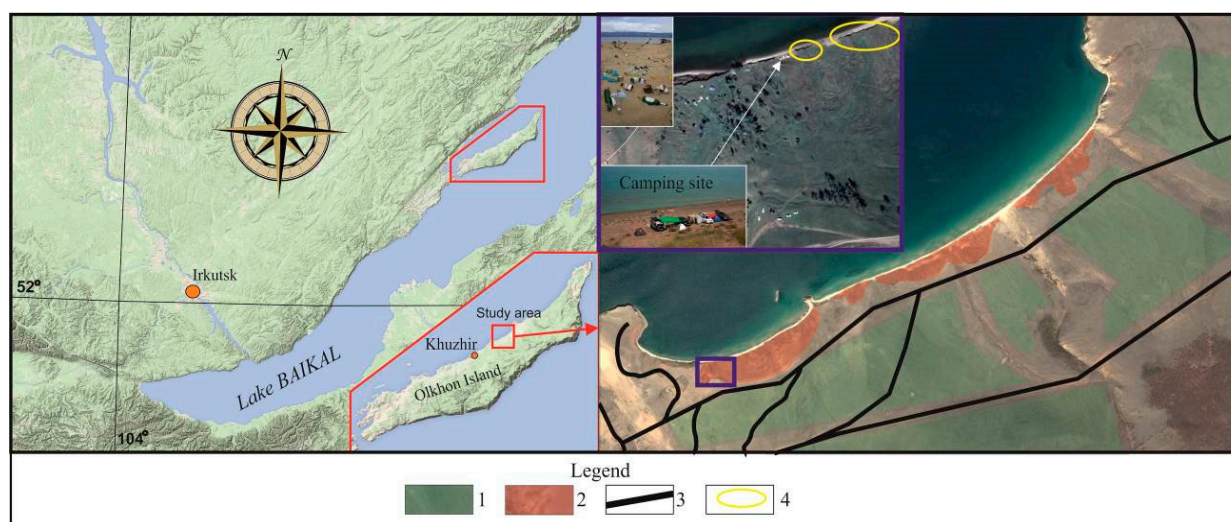 N
Irkutsk
52°
Study area
Khuzhir
Lake BAIKAL
Olkhon Island
104°
Camping site
Legend
1
2
3
4